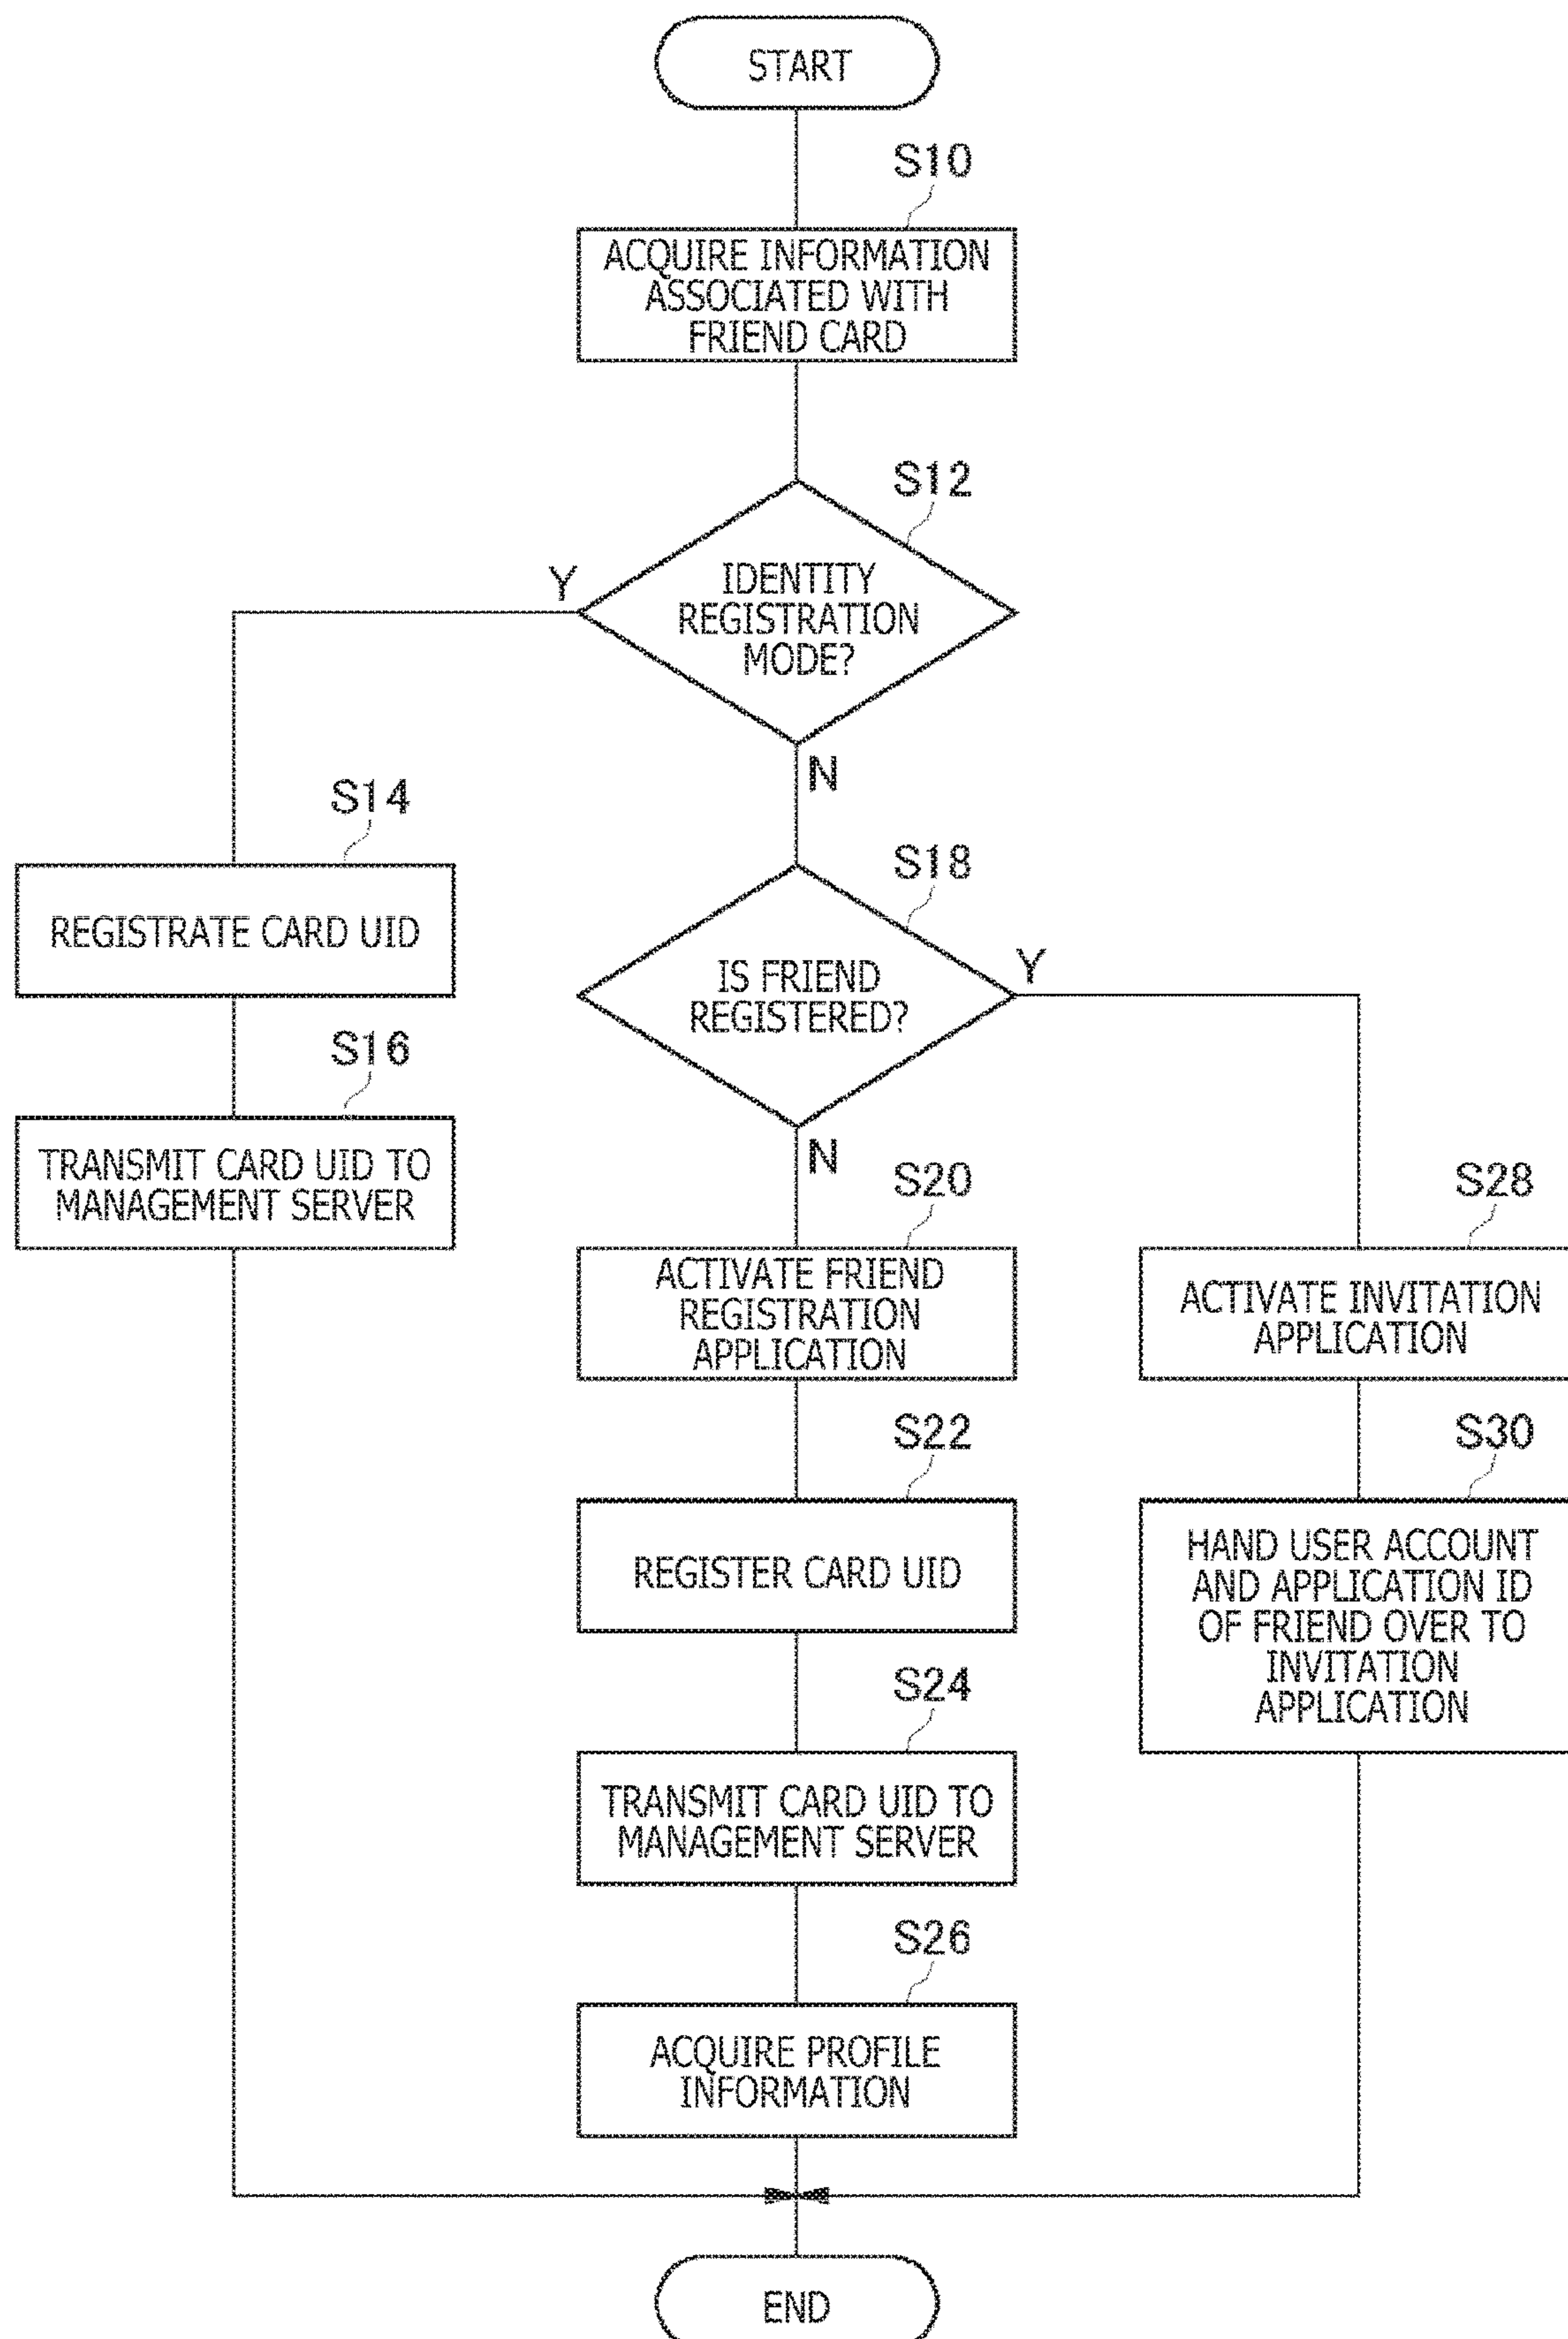 START
S10
ACQUIRE INFORMATION
ASSOCIATED WITH
FRIEND CARD
S12
IDENTITY
REGISTRATION
MODE?
Y
N
S14
REGISTRATE CARD UID
S16
TRANSMIT CARD UID TO
MANAGEMENT SERVER
S18
IS FRIEND
REGISTERED?
Y
N
S20
ACTIVATE FRIEND
REGISTRATION
APPLICATION
S22
REGISTER CARD UID
S24
TRANSMIT CARD UID TO
MANAGEMENT SERVER
S26
ACQUIRE PROFILE
INFORMATION
S28
ACTIVATE INVITATION
APPLICATION
S30
HAND USER ACCOUNT
AND APPLICATION ID
OF FRIEND OVER TO
INVITATION
APPLICATION
END